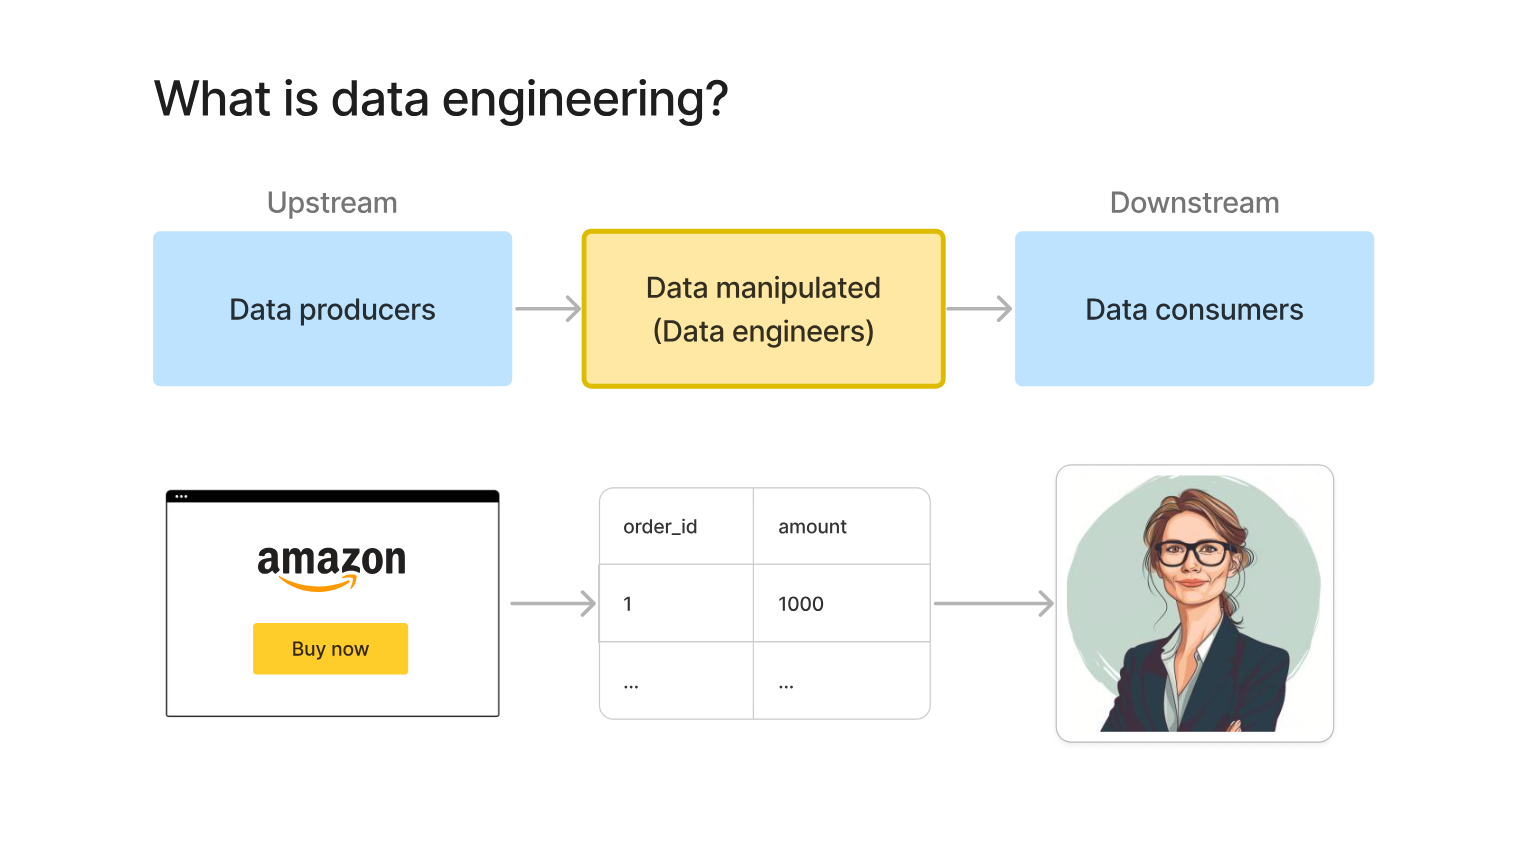 What is data engineering?
Upstream
Downstream
Data producers
Data manipulated
(Data engineers)
Data consumers
amazon
Buy now
order_id amount
1 1000
... ...